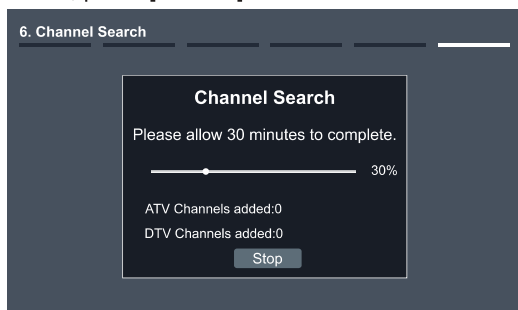 6. Channel Search
Channel Search
Please allow 30 minutes to complete.
30%
ATV Channels added:0
DTV Channels added:0
Stop